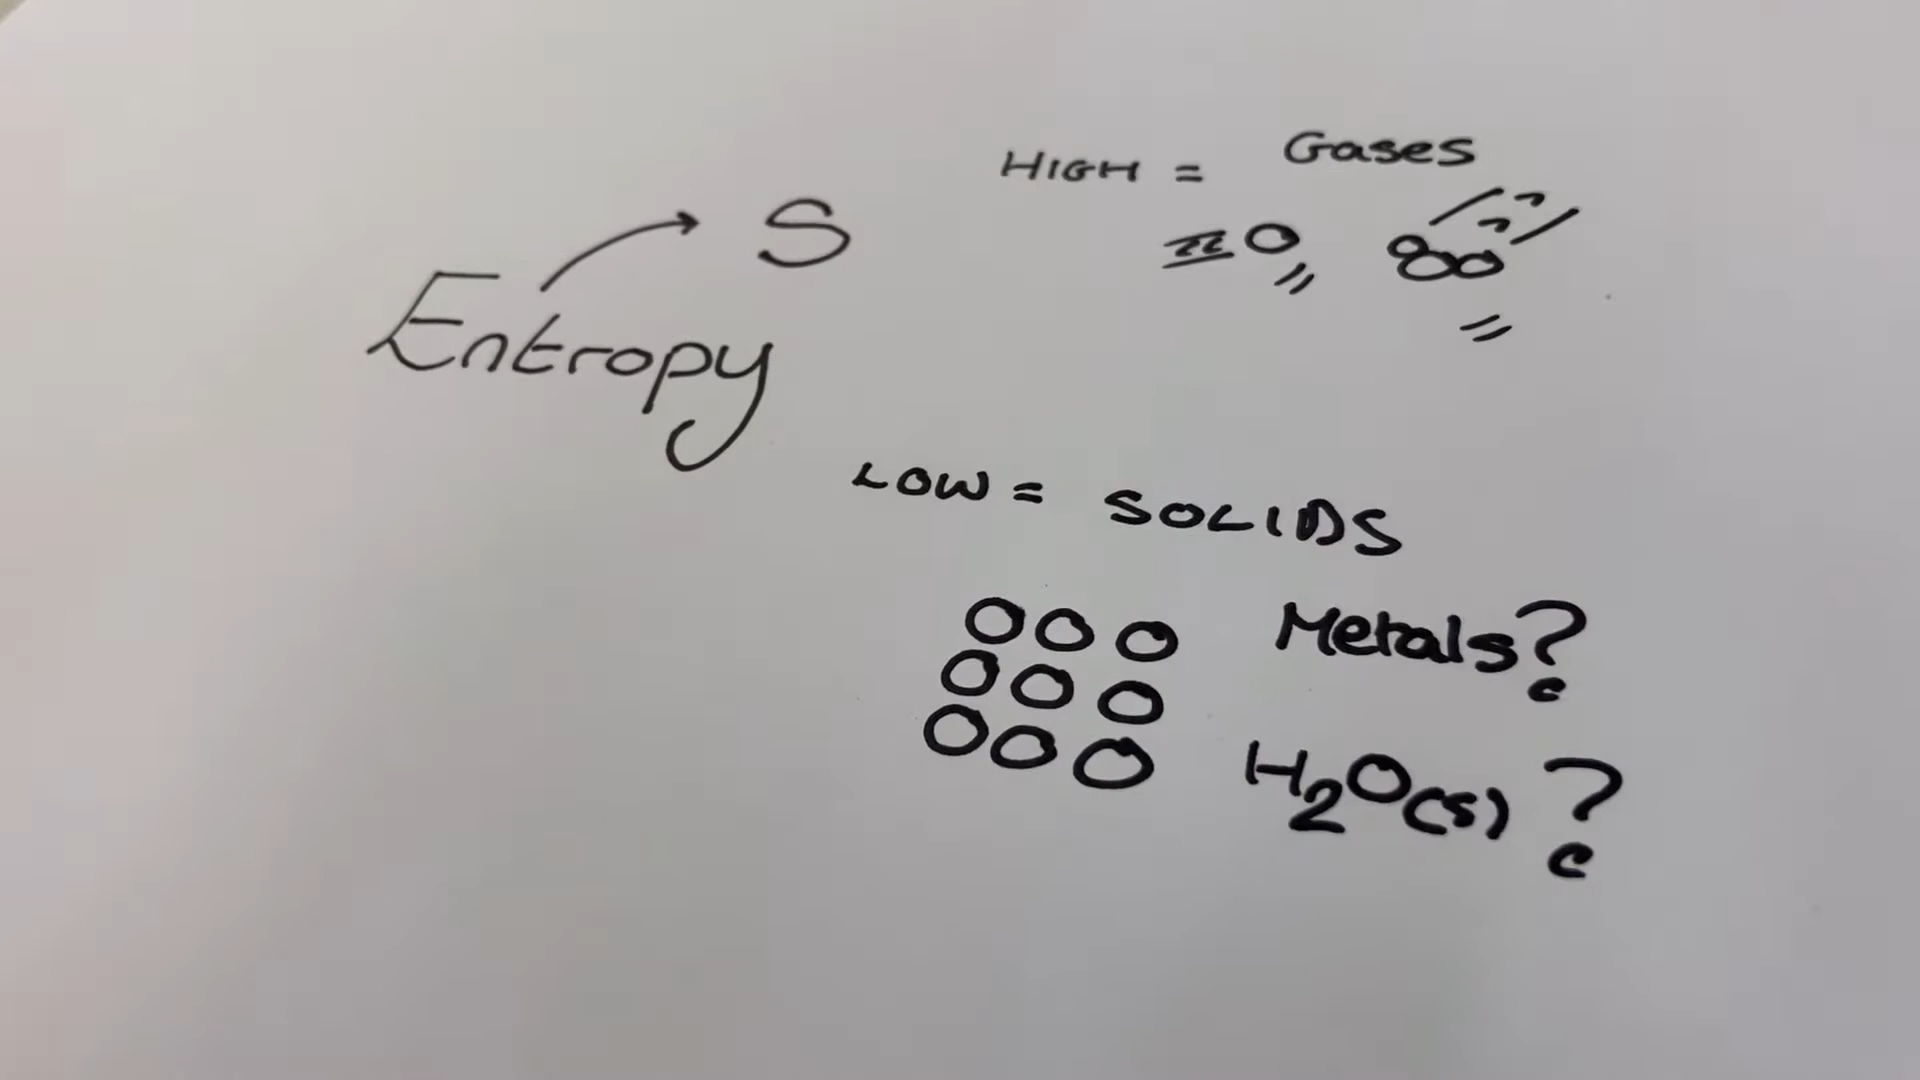 Entropy
S
HIGH = Gases
LOW = SOLIDS
Metals?
H₂O(s)?